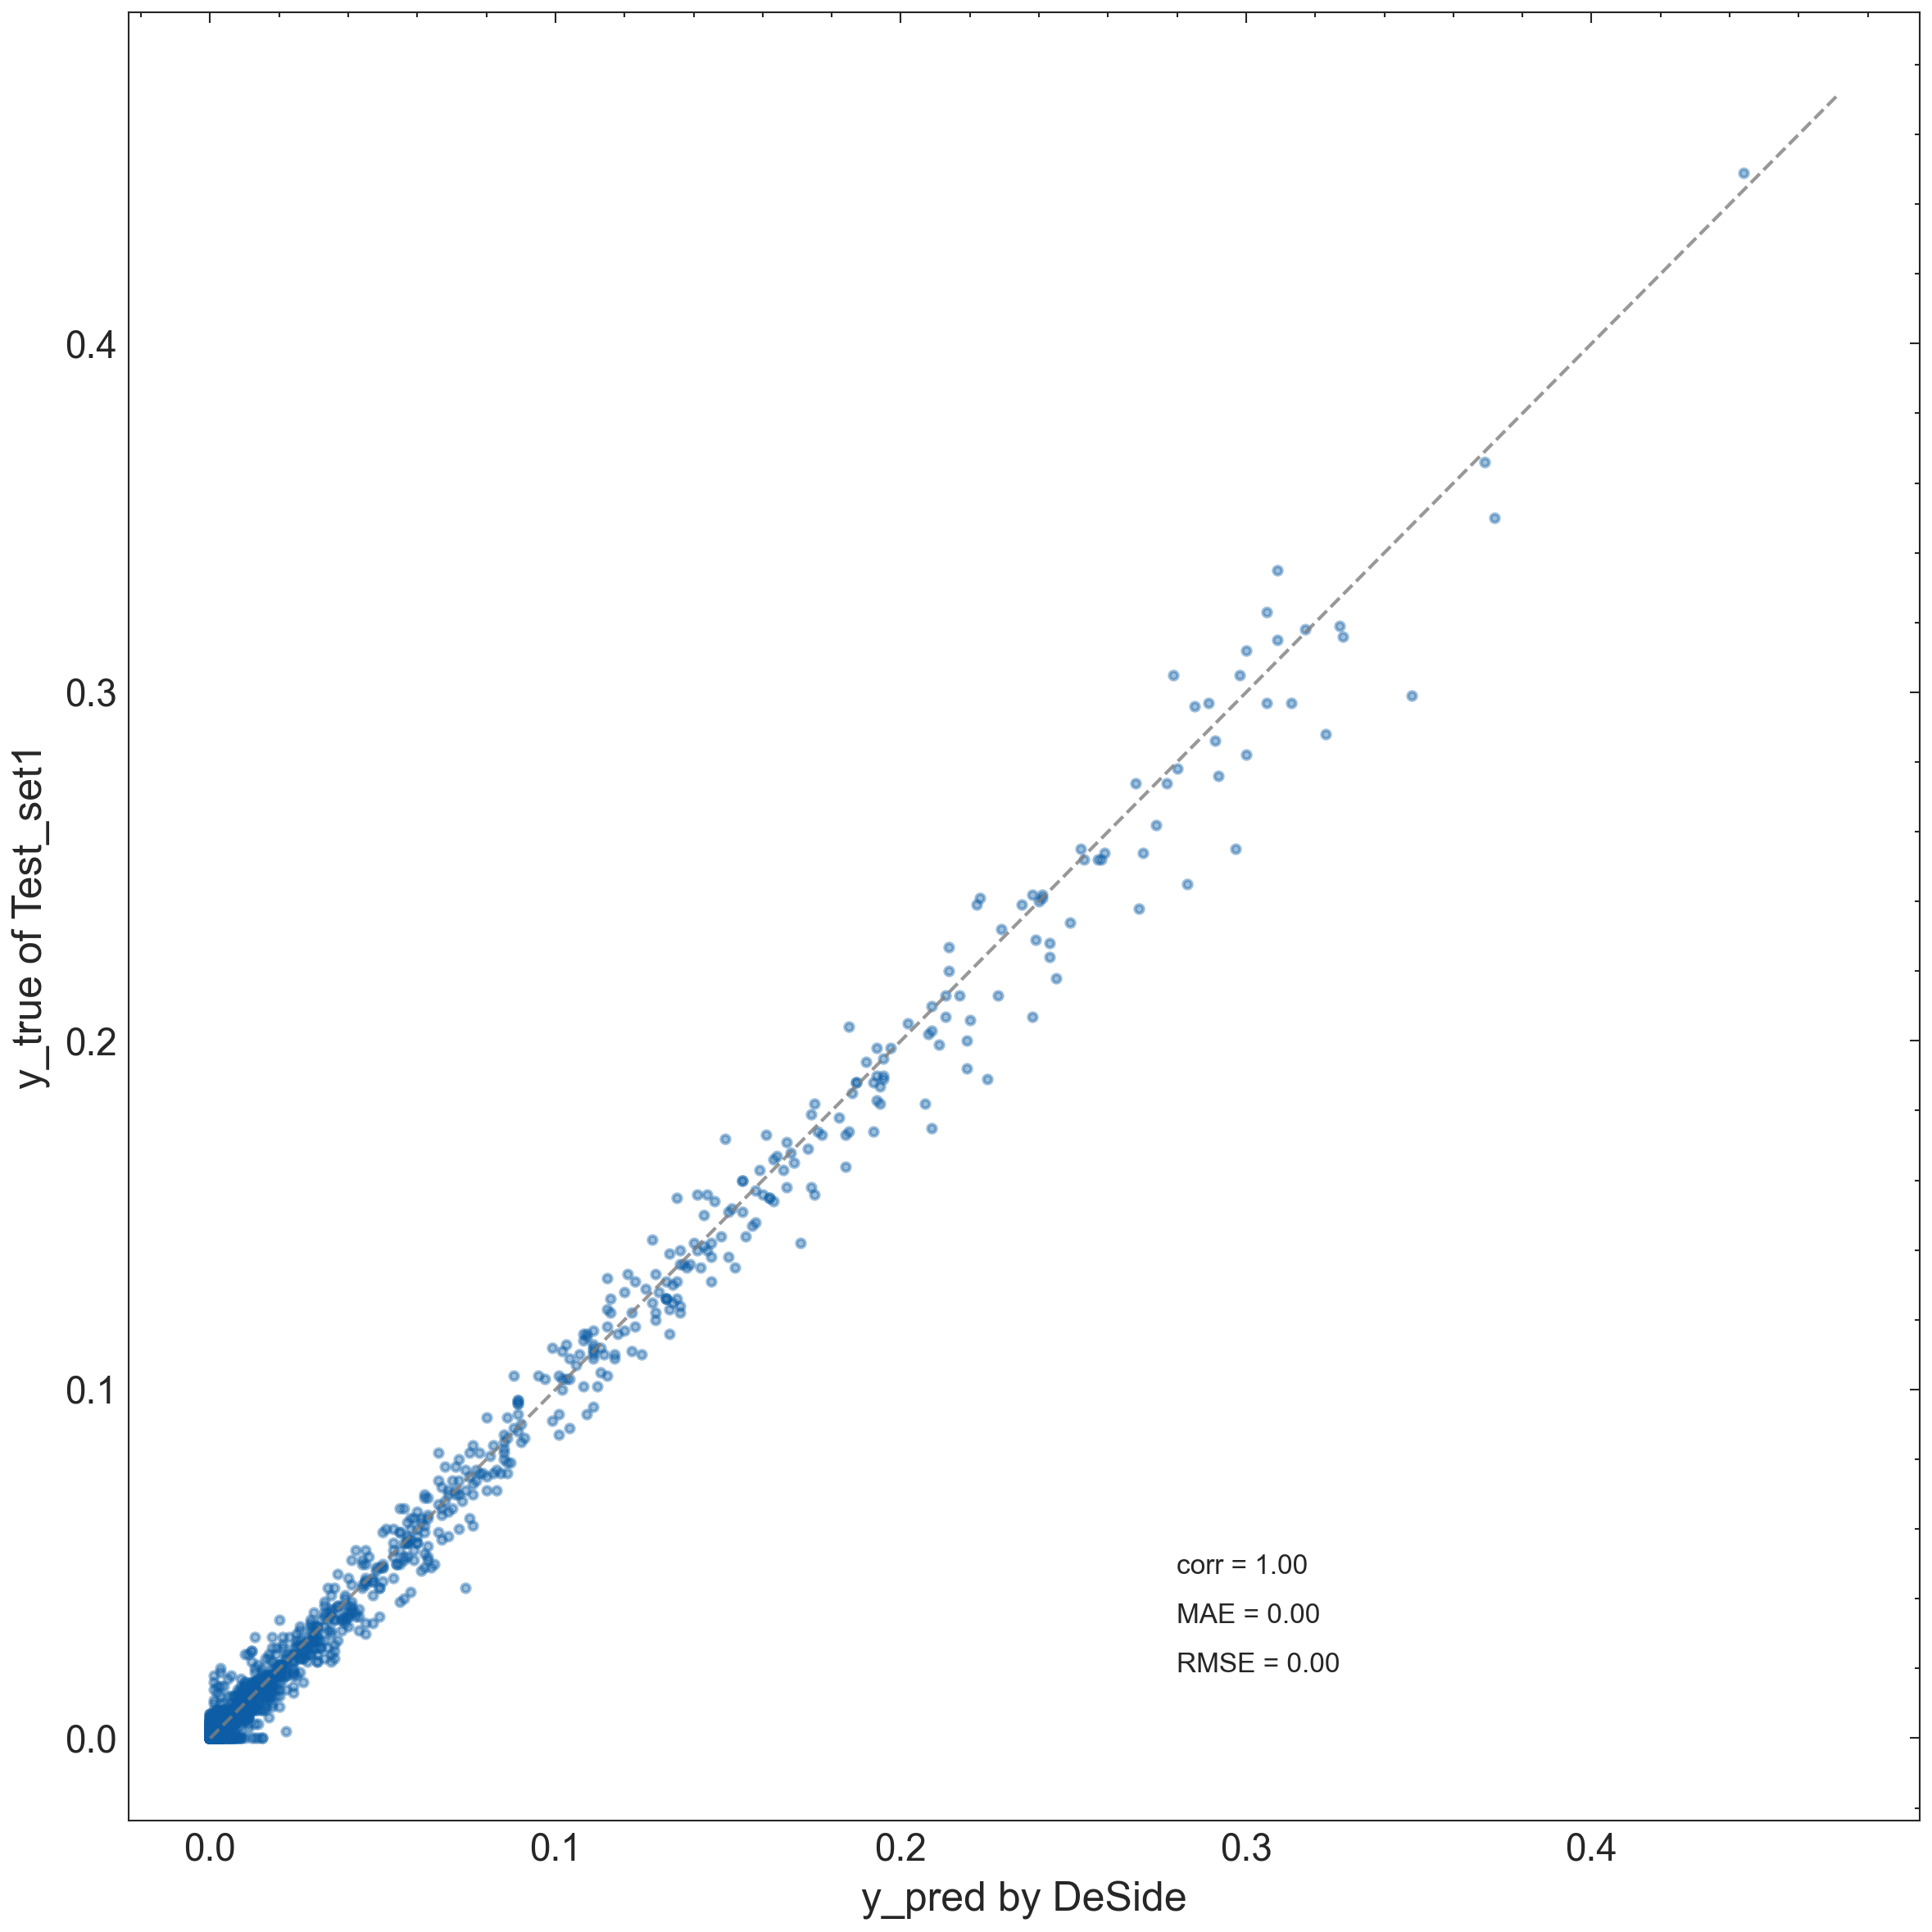 y_true of Test_set1
0.4
0.3
0.2
0.1
0.0
corr = 1.00
MAE = 0.00
RMSE = 0.00
0.0 0.1 0.2 0.3 0.4
y_pred by DeSide